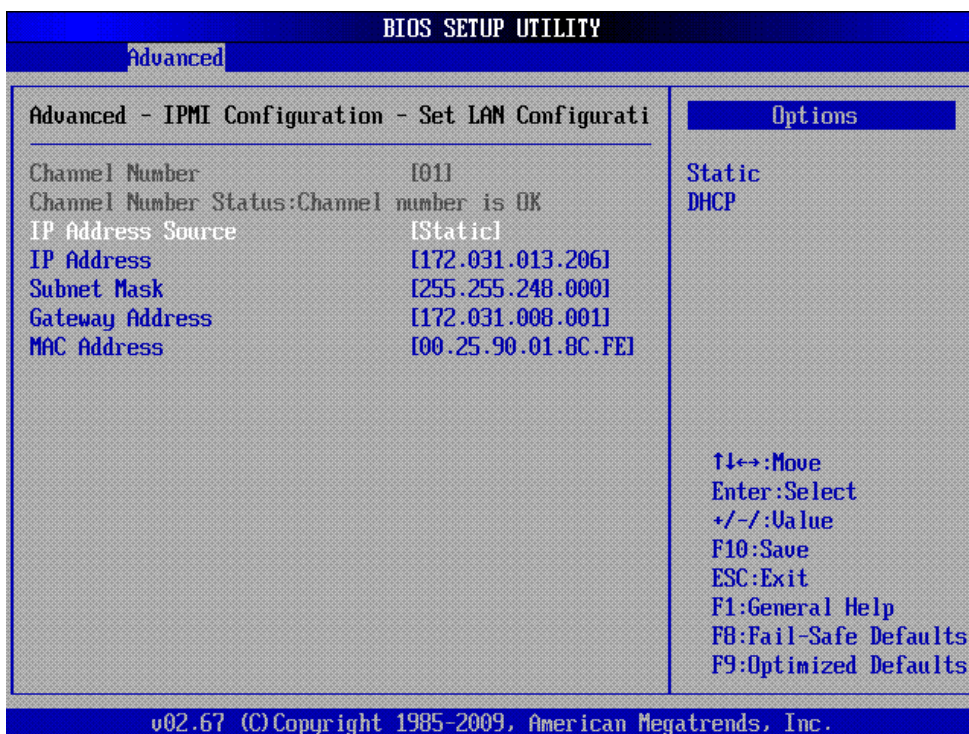 BIOS SETUP UTILITY
Advanced
Advanced - IPMI Configuration - Set LAN Configurati
Channel Number [01]
Channel Number Status:Channel number is OK
IP Address Source [Static]
IP Address [172.031.013.206]
Subnet Mask [255.255.248.000]
Gateway Address [172.031.008.001]
MAC Address [00.25.90.01.8C.FE]
Options
Static
DHCP
↑↓←→:Move
Enter:Select
+/-/:Value
F10:Save
ESC:Exit
F1:General Help
F8:Fail-Safe Defaults
F9:Optimized Defaults
v02.67 (C)Copyright 1985-2009, American Megatrends, Inc.